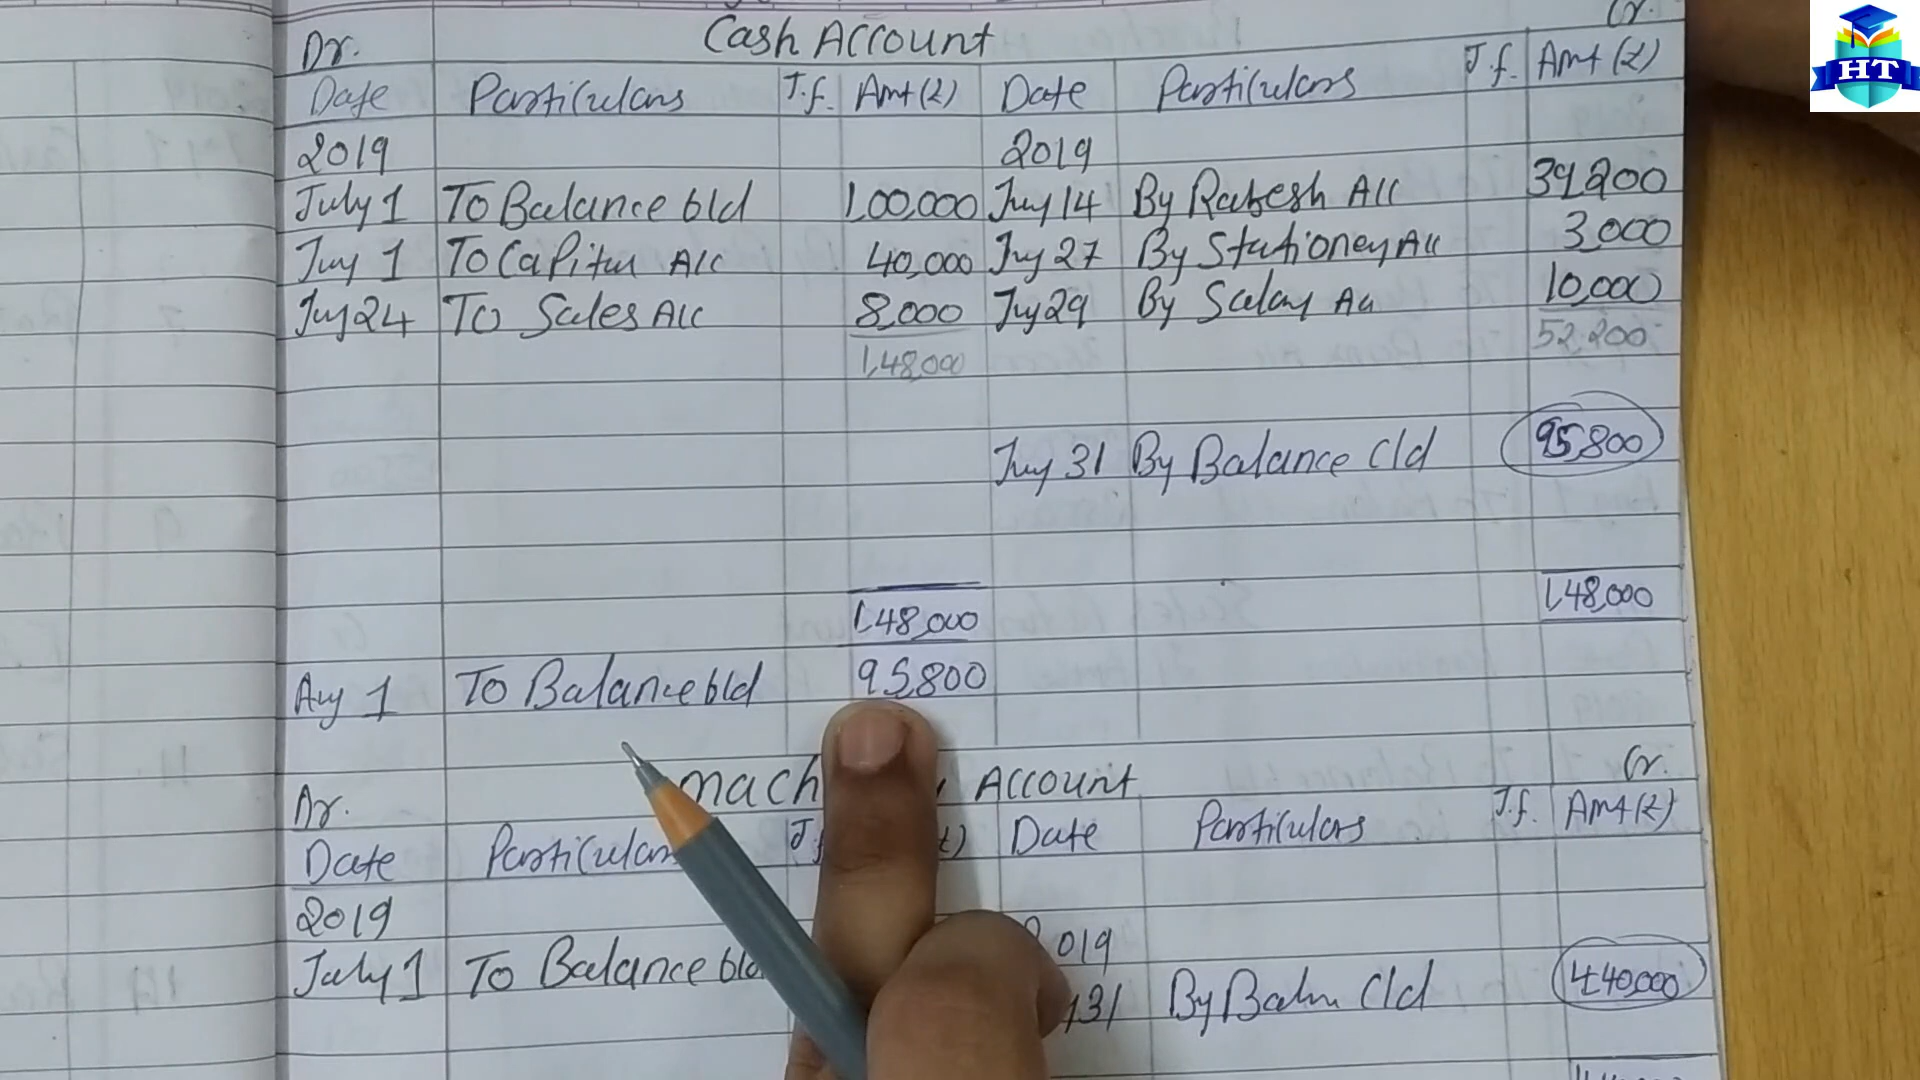 Cash Account
Dr. Cr.
Date Particulars J.f. Amt(₹) Date Particulars J.f. Amt(₹)
2019 2019
July 1 To Balance b/d 1,00,000 July 14 By Rakesh A/c 39,200
July 1 To Capital A/c 40,000 July 27 By Stationey A/c 3,000
July 24 To Sales A/c 8,000 July 29 By Salary A/c 10,000
1,48,000 52,200
July 31 By Balance c/d 95,800
1,48,000 1,48,000
Aug 1 To Balance b/d 95,800
Account
Dr. Cr.
Date Date Particulars J.f. Amt(₹)
2019
July 1 To Balance b/d By c/d 4,40,000
HT